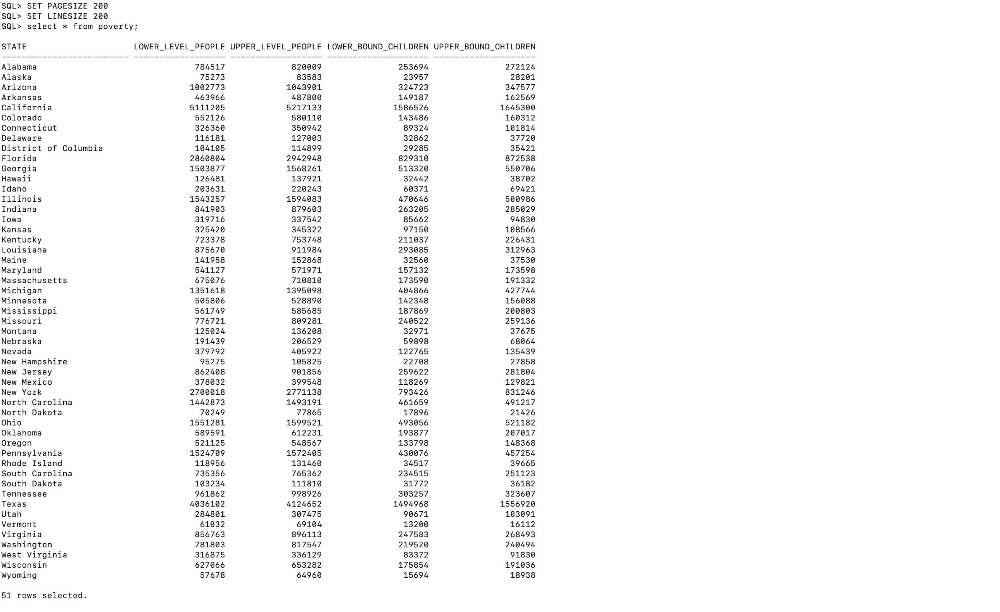 SQL> SET PAGESIZE 200
SQL> SET LINESIZE 200
SQL> select * from poverty;
STATE LOWER_LEVEL_PEOPLE UPPER_LEVEL_PEOPLE LOWER_BOUND_CHILDREN UPPER_BOUND_CHILDREN
------------------------- ------------------ ------------------ -------------------- --------------------
Alabama 784517 820009 253694 272124
Alaska 75273 83583 23957 28201
Arizona 1002773 1043901 324723 347577
Arkansas 463966 487800 149187 162569
California 5111205 5217133 1586526 1645300
Colorado 552126 580110 143486 160312
Connecticut 326360 350942 89324 101814
Delaware 116181 127003 32862 37720
District of Columbia 104105 114899 29285 35421
Florida 2860804 2942948 829310 872538
Georgia 1503877 1568261 513320 550706
Hawaii 126481 137921 32442 38702
Idaho 203631 220243 60371 69421
Illinois 1543257 1594083 470646 500986
Indiana 841903 879603 263205 285029
Iowa 319716 337542 85662 94830
Kansas 325420 345322 97150 108566
Kentucky 723378 753748 211037 226431
Louisiana 875670 911984 293085 312963
Maine 141958 152868 32560 37530
Maryland 541127 571971 157132 173598
Massachusetts 675076 710810 173590 191332
Michigan 1351618 1395098 404866 427744
Minnesota 505806 528890 142348 156088
Mississippi 561749 585685 187869 200803
Missouri 776721 809281 240522 259136
Montana 125024 136208 32971 37675
Nebraska 191439 206529 59898 68064
Nevada 379792 405922 122765 135439
New Hampshire 95275 105825 22708 27858
New Jersey 862408 901856 259622 281804
New Mexico 378032 399548 118269 129821
New York 2700018 2771138 793426 831246
North Carolina 1442873 1493191 461659 491217
North Dakota 70249 77865 17896 21426
Ohio 1551281 1599521 493056 521182
Oklahoma 589591 612231 193877 207017
Oregon 521125 548567 133798 148368
Pennsylvania 1524709 1572405 430076 457254
Rhode Island 118956 131460 34517 39665
South Carolina 735356 765362 234515 251123
South Dakota 103234 111810 31772 36182
Tennessee 961862 998926 303257 323607
Texas 4036102 4124652 1494968 1556920
Utah 284801 307475 90671 103091
Vermont 61032 69104 13200 16112
Virginia 856763 896113 247583 268493
Washington 781803 817547 219520 240494
West Virginia 316875 336129 83372 91830
Wisconsin 627066 653282 175854 191036
Wyoming 57678 64960 15694 18938
51 rows selected.